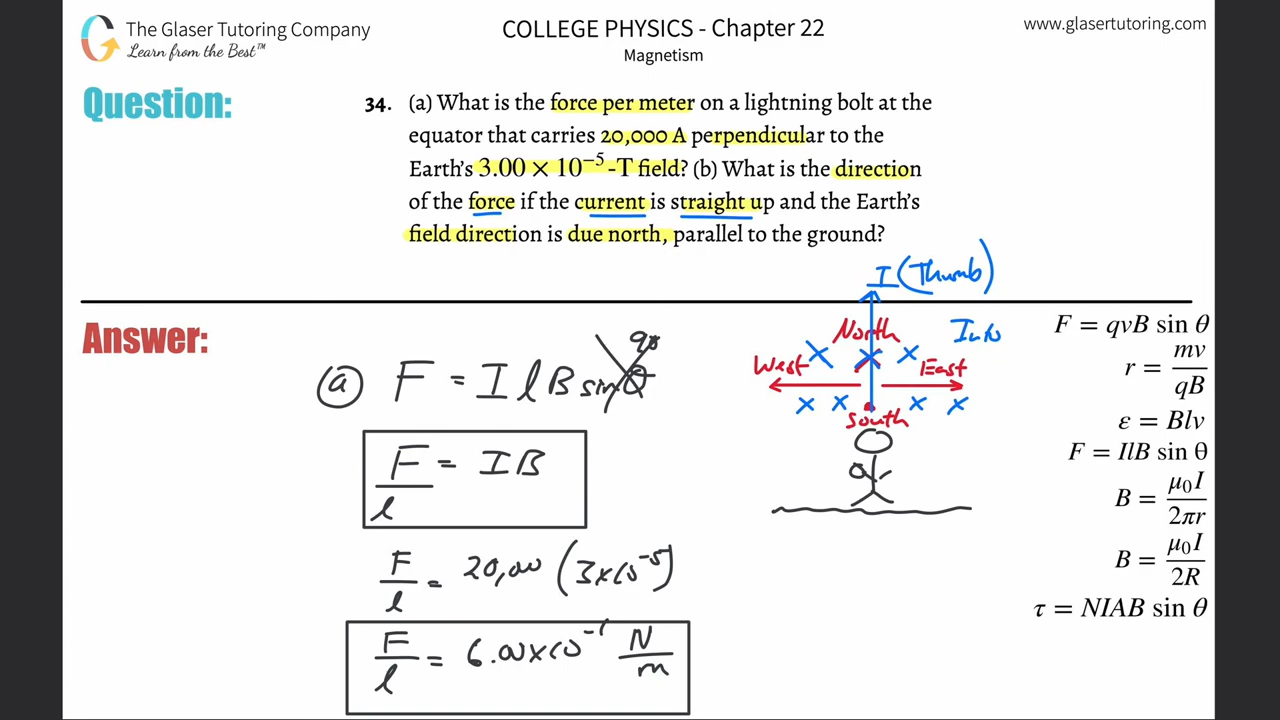 The Glaser Tutoring Company
Learn from the Best™
COLLEGE PHYSICS - Chapter 22
Magnetism
www.glasertutoring.com
Question:
34. (a) What is the force per meter on a lightning bolt at the
equator that carries 20,000 A perpendicular to the
Earth's 3.00 × 10⁻⁵ -T field? (b) What is the direction
of the force if the current is straight up and the Earth's
field direction is due north, parallel to the ground?
Answer:
(a) F = I l B sin θ
90
F/l = IB
F/l = 20,000 (3x10⁻⁵)
F/l = 6.00x10⁻¹ N/m
I (Thumb)
North
Into
West
East
South
F = qvB sin θ
r = mv/qB
ε = Blv
F = IlB sin θ
B = μ₀I/2πr
B = μ₀I/2R
τ = NIAB sin θ